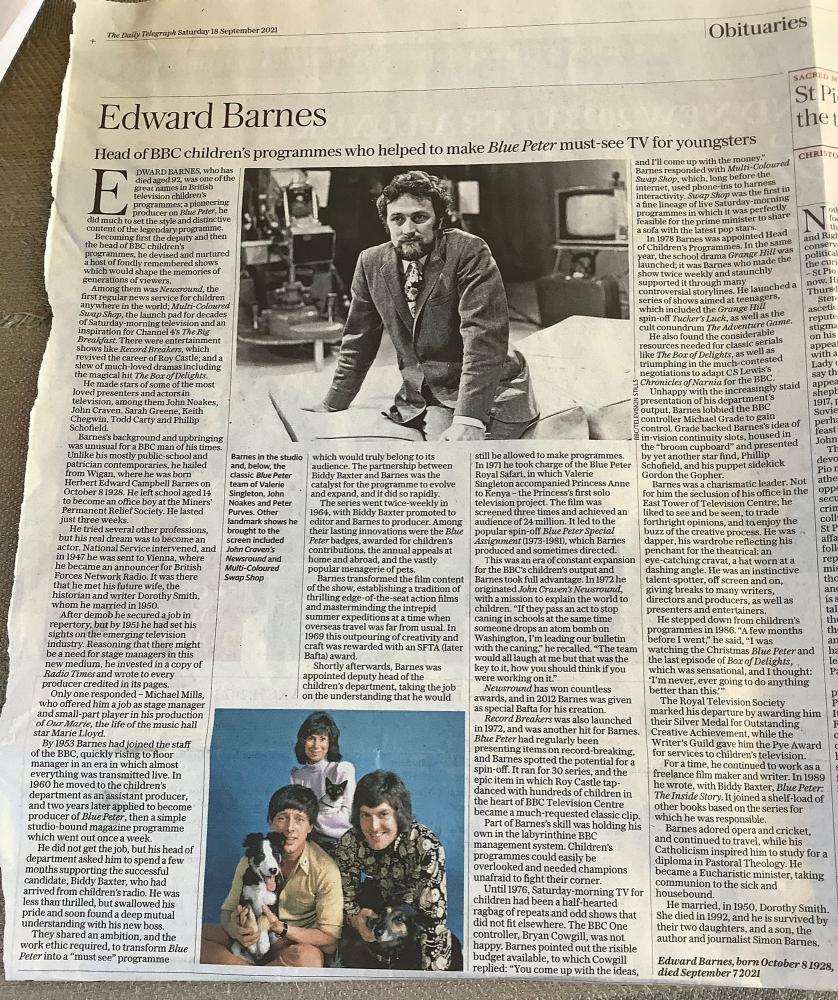 The Daily Telegraph Saturday 18 September 2021
Obituaries
Edward Barnes
Head of BBC children's programmes who helped to make Blue Peter must-see TV for youngsters
EDWARD BARNES, who has
died aged 92, was one of the
great names in British
television children's
programmes; a pioneering
producer on Blue Peter, he
did much to set the style and distinctive
content of the legendary programme.
Becoming first the deputy and then
the head of BBC children's
programmes, he devised and nurtured
a host of fondly remembered shows
which would shape the memories of
generations of viewers.
Among them was Newsround, the
first regular news service for children
anywhere in the world; Multi-Coloured
Swap Shop, the launch pad for decades
of Saturday-morning television and an
inspiration for Channel 4's The Big
Breakfast. There were entertainment
shows like Record Breakers, which
revived the career of Roy Castle; and a
slew of much-loved dramas including
the magical hit The Box of Delights.
He made stars of some of the most
loved presenters and actors in
television, among them John Noakes,
John Craven, Sarah Greene, Keith
Chegwin, Todd Carty and Phillip
Schofield.
Barnes's background and upbringing
was unusual for a BBC man of his times.
Unlike his mostly public-school and
patrician contemporaries, he hailed
from Wigan, where he was born
Herbert Edward Campbell Barnes on
October 8 1928. He left school aged 14
to become an office boy at the Miners'
Permanent Relief Society. He lasted
just three weeks.
He tried several other professions,
but his real dream was to become an
actor. National Service intervened, and
in 1947 he was sent to Vienna, where
he became an announcer for British
Forces Network Radio. It was there
that he met his future wife, the
historian and writer Dorothy Smith,
whom he married in 1950.
After demob he secured a job in
repertory, but by 1951 he had set his
sights on the emerging television
industry. Reasoning that there might
be a need for stage managers in this
new medium, he invested in a copy of
Radio Times and wrote to every
producer credited in its pages.
Only one responded – Michael Mills,
who offered him a job as stage manager
and small-part player in his production
of Our Marie, the life of the music hall
star Marie Lloyd.
By 1953 Barnes had joined the staff
of the BBC, quickly rising to floor
manager in an era in which almost
everything was transmitted live. In
1960 he moved to the children's
department as an assistant producer,
and two years later applied to become
producer of Blue Peter, then a simple
studio-bound magazine programme
which went out once a week.
He did not get the job, but his head of
department asked him to spend a few
months supporting the successful
candidate, Biddy Baxter, who had
arrived from children's radio. He was
less than thrilled, but swallowed his
pride and soon found a deep mutual
understanding with his new boss.
They shared an ambition, and the
work ethic required, to transform Blue
Peter into a "must see" programme
BBC/TELEVISION STILLS
Barnes in the studio
and, below, the
classic Blue Peter
team of Valerie
Singleton, John
Noakes and Peter
Purves. Other
landmark shows he
brought to the
screen included
John Craven's
Newsround and
Multi-Coloured
Swap Shop
which would truly belong to its
audience. The partnership between
Biddy Baxter and Barnes was the
catalyst for the programme to evolve
and expand, and it did so rapidly.
The series went twice-weekly in
1964, with Biddy Baxter promoted to
editor and Barnes to producer. Among
their lasting innovations were the Blue
Peter badges, awarded for children's
contributions, the annual appeals at
home and abroad, and the vastly
popular menagerie of pets.
Barnes transformed the film content
of the show, establishing a tradition of
thrilling edge-of-the-seat action films
and masterminding the intrepid
summer expeditions at a time when
overseas travel was far from usual. In
1969 this outpouring of creativity and
craft was rewarded with an SFTA (later
Bafta) award.
Shortly afterwards, Barnes was
appointed deputy head of the
children's department, taking the job
on the understanding that he would
still be allowed to make programmes.
In 1971 he took charge of the Blue Peter
Royal Safari, in which Valerie
Singleton accompanied Princess Anne
to Kenya – the Princess's first solo
television project. The film was
screened three times and achieved an
audience of 24 million. It led to the
popular spin-off Blue Peter Special
Assignment (1973-1981), which Barnes
produced and sometimes directed.
This was an era of constant expansion
for the BBC's children's output and
Barnes took full advantage. In 1972 he
originated John Craven's Newsround,
with a mission to explain the world to
children. "If they pass an act to stop
caning in schools at the same time
someone drops an atom bomb on
Washington, I'm leading our bulletin
with the caning," he recalled. "The team
would all laugh at me but that was the
key to it, how you should think if you
were working on it."
Newsround has won countless
awards, and in 2012 Barnes was given
a special Bafta for his creation.
Record Breakers was also launched
in 1972, and was another hit for Barnes.
Blue Peter had regularly been
presenting items on record-breaking,
and Barnes spotted the potential for a
spin-off. It ran for 30 series, and the
epic item in which Roy Castle tap-
danced with hundreds of children in
the heart of BBC Television Centre
became a much-requested classic clip.
Part of Barnes's skill was holding his
own in the labyrinthine BBC
management system. Children's
programmes could easily be
overlooked and needed champions
unafraid to fight their corner.
Until 1976, Saturday-morning TV for
children had been a half-hearted
ragbag of repeats and odd shows that
did not fit elsewhere. The BBC One
controller, Bryan Cowgill, was not
happy. Barnes pointed out the risible
budget available, to which Cowgill
replied: "You come up with the ideas,
and I'll come up with the money."
Barnes responded with Multi-Coloured
Swap Shop, which, long before the
internet, used phone-ins to harness
interactivity. Swap Shop was the first in
a fine lineage of live Saturday-morning
programmes in which it was perfectly
feasible for the prime minister to share
a sofa with the latest pop stars.
In 1978 Barnes was appointed Head
of Children's Programmes. In the same
year, the school drama Grange Hill was
launched; it was Barnes who made the
show twice weekly and staunchly
supported it through many
controversial storylines. He launched a
series of shows aimed at teenagers,
which included the Grange Hill
spin-off Tucker's Luck, as well as the
cult conundrum The Adventure Game.
He also found the considerable
resources needed for classic serials
like The Box of Delights, as well as
triumphing in the much-contested
negotiations to adapt CS Lewis's
Chronicles of Narnia for the BBC.
Unhappy with the increasingly staid
presentation of his department's
output, Barnes lobbied the BBC
controller Michael Grade to gain
control. Grade backed Barnes's idea of
in-vision continuity slots, housed in
the "broom cupboard" and presented
by yet another star find, Phillip
Schofield, and his puppet sidekick
Gordon the Gopher.
Barnes was a charismatic leader. Not
for him the seclusion of his office in the
East Tower of Television Centre; he
liked to see and be seen, to trade
forthright opinions, and to enjoy the
buzz of the creative process. He was
dapper, his wardrobe reflecting his
penchant for the theatrical: an
eye-catching cravat, a hat worn at a
dashing angle. He was an instinctive
talent-spotter, off screen and on,
giving breaks to many writers,
directors and producers, as well as
presenters and entertainers.
He stepped down from children's
programmes in 1986. "A few months
before I went," he said, "I was
watching the Christmas Blue Peter and
the last episode of Box of Delights,
which was sensational, and I thought:
'I'm never, ever going to do anything
better than this.'"
The Royal Television Society
marked his departure by awarding him
their Silver Medal for Outstanding
Creative Achievement, while the
Writer's Guild gave him the Pye Award
for services to children's television.
For a time, he continued to work as a
freelance film maker and writer. In 1989
he wrote, with Biddy Baxter, Blue Peter:
The Inside Story. It joined a shelf-load of
other books based on the series for
which he was responsible.
Barnes adored opera and cricket,
and continued to travel, while his
Catholicism inspired him to study for a
diploma in Pastoral Theology. He
became a Eucharistic minister, taking
communion to the sick and
housebound.
He married, in 1950, Dorothy Smith.
She died in 1992, and he is survived by
their two daughters, and a son, the
author and journalist Simon Barnes.
Edward Barnes, born October 8 1928,
died September 7 2021
SACRED
St
the